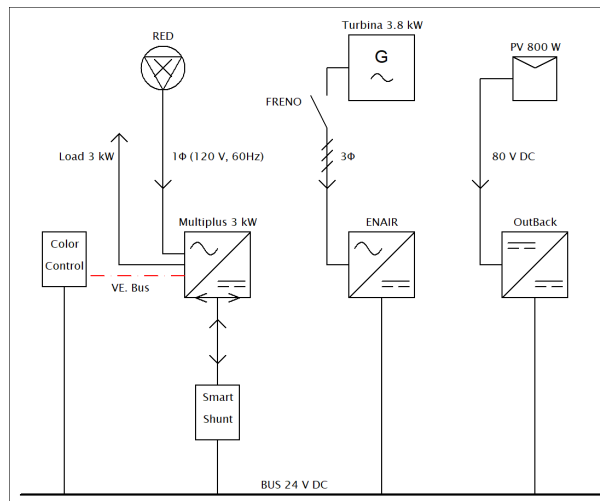 Turbina 3.8 kW
RED
PV 800 W
G
FRENO
Load 3 kW
1Φ (120 V, 60Hz)
3Φ
80 V DC
Multiplus 3 kW
ENAIR
OutBack
Color
Control
VE. Bus
Smart
Shunt
BUS 24 V DC